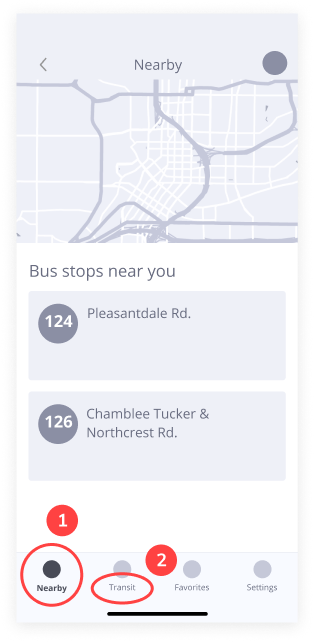 Nearby
Bus stops near you
124
Pleasantdale Rd.
126
Chamblee Tucker &
Northcrest Rd.
1
2
Nearby
Transit
Favorites
Settings